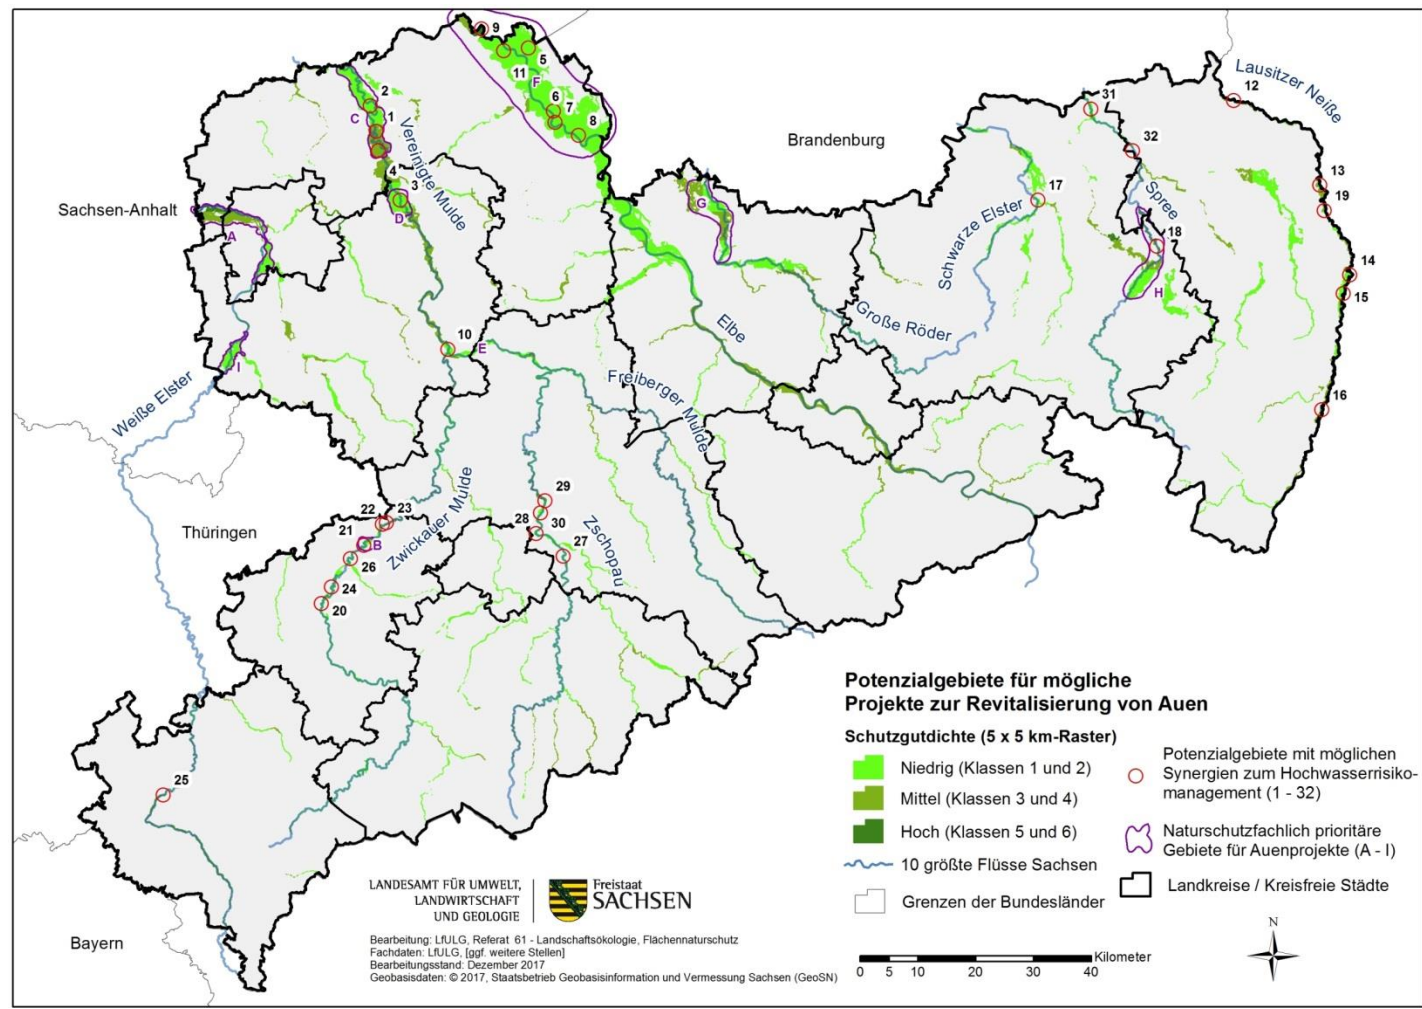 9
5
11
F
6
7
8
2
1
C
Vereinigte Mulde
4
3
D
Sachsen-Anhalt
A
Brandenburg
Lausitzer Neiße
12
31
32
13
19
17
Spree
18
14
15
H
16
G
Schwarze Elster
Große Röder
Elbe
10
E
I
Weiße Elster
Freiberger Mulde
Thüringen
22
23
21
B
26
24
20
Zwickauer Mulde
29
28
30
27
Zschopau
25
Bayern
Potenzialgebiete für mögliche
Projekte zur Revitalisierung von Auen
Schutzgutdichte (5 x 5 km-Raster)
Niedrig (Klassen 1 und 2)
Mittel (Klassen 3 und 4)
Hoch (Klassen 5 und 6)
10 größte Flüsse Sachsen
Grenzen der Bundesländer
Potenzialgebiete mit möglichen
Synergien zum Hochwasserrisiko-
management (1 - 32)
Naturschutzfachlich prioritäre
Gebiete für Auenprojekte (A - I)
Landkreise / Kreisfreie Städte
N
Kilometer
0 5 10 20 30 40
LANDESAMT FÜR UMWELT,
LANDWIRTSCHAFT
UND GEOLOGIE
Freistaat
SACHSEN
Bearbeitung: LfULG, Referat 61 - Landschaftsökologie, Flächennaturschutz
Fachdaten: LfULG, [ggf. weitere Stellen]
Bearbeitungsstand: Dezember 2017
Geobasisdaten: © 2017, Staatsbetrieb Geobasisinformation und Vermessung Sachsen (GeoSN)